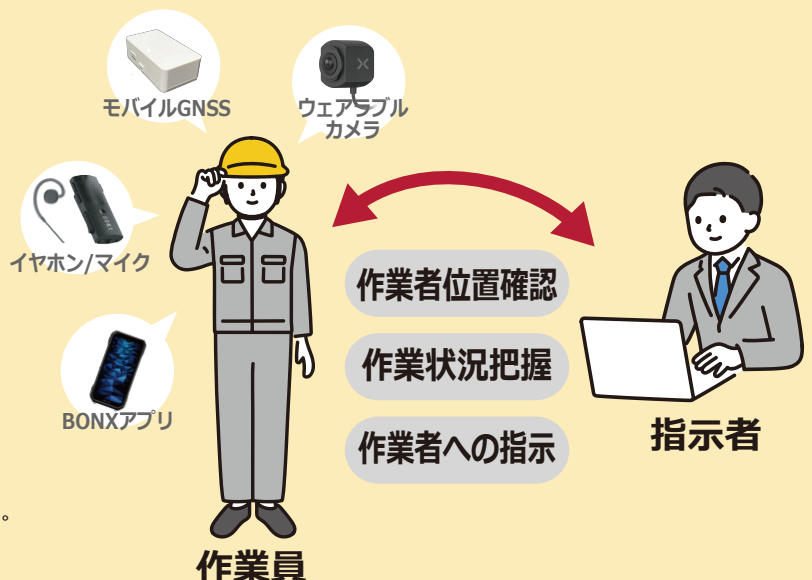 モバイルGNSS
ウェアラブル
カメラ
イヤホン/マイク
BONXアプリ
作業者位置確認
作業状況把握
作業者への指示
指示者
。
作業員